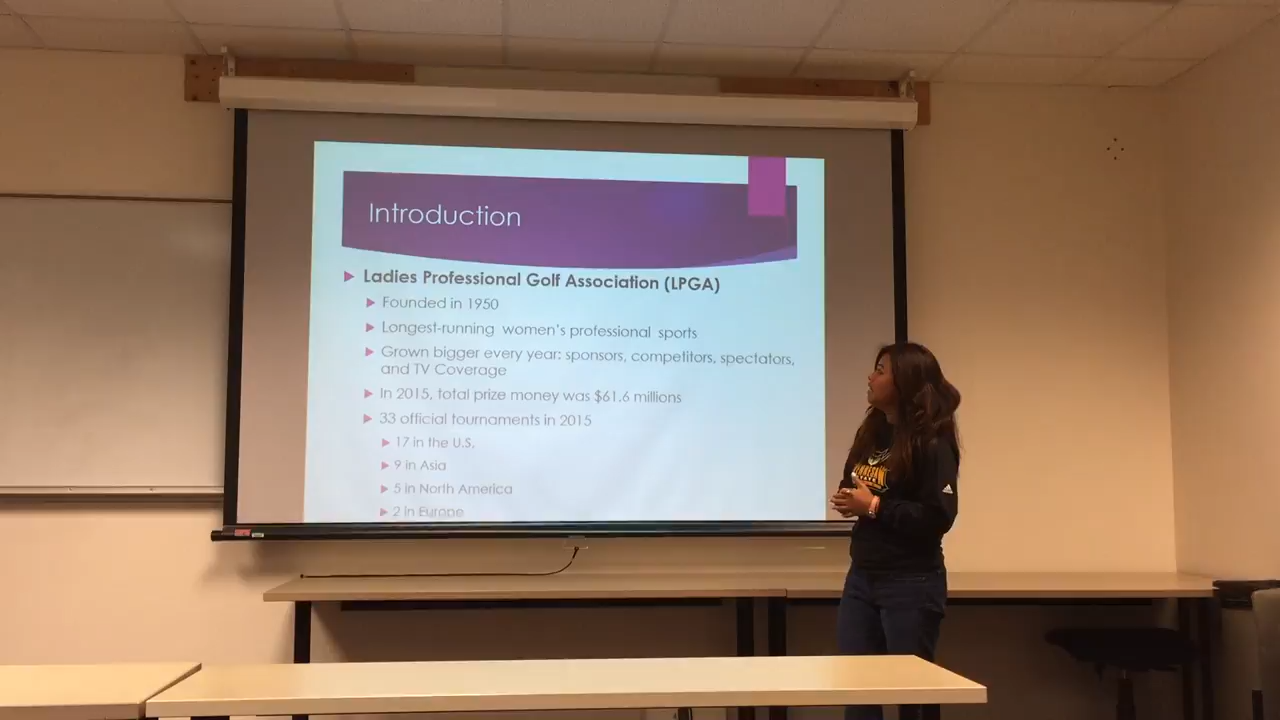 Introduction
Ladies Professional Golf Association (LPGA)
Founded in 1950
Longest-running women's professional sports
Grown bigger every year: sponsors, competitors, spectators,
and TV Coverage
In 2015, total prize money was $61.6 millions
33 official tournaments in 2015
17 in the U.S.
9 in Asia
5 in North America
2 in Europe